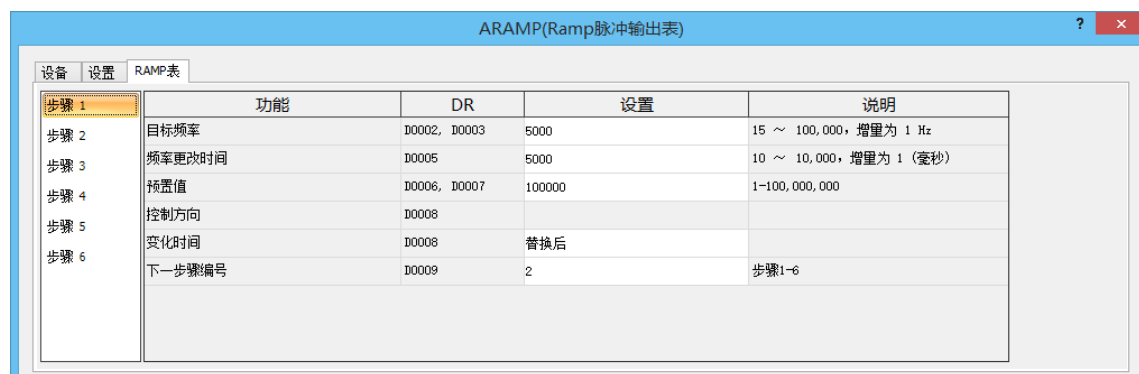 ARAMP(Ramp脉冲输出表) ? ×
设备 设置 RAMP表
步骤 1
步骤 2
步骤 3
步骤 4
步骤 5
步骤 6
功能 DR 设置 说明
目标频率 D0002, D0003 5000 15 ～ 100,000，增量为 1 Hz
频率更改时间 D0005 5000 10 ～ 10,000，增量为 1 (毫秒)
预置值 D0006, D0007 100000 1-100,000,000
控制方向 D0008
变化时间 D0008 替换后
下一步骤编号 D0009 2 步骤1-6